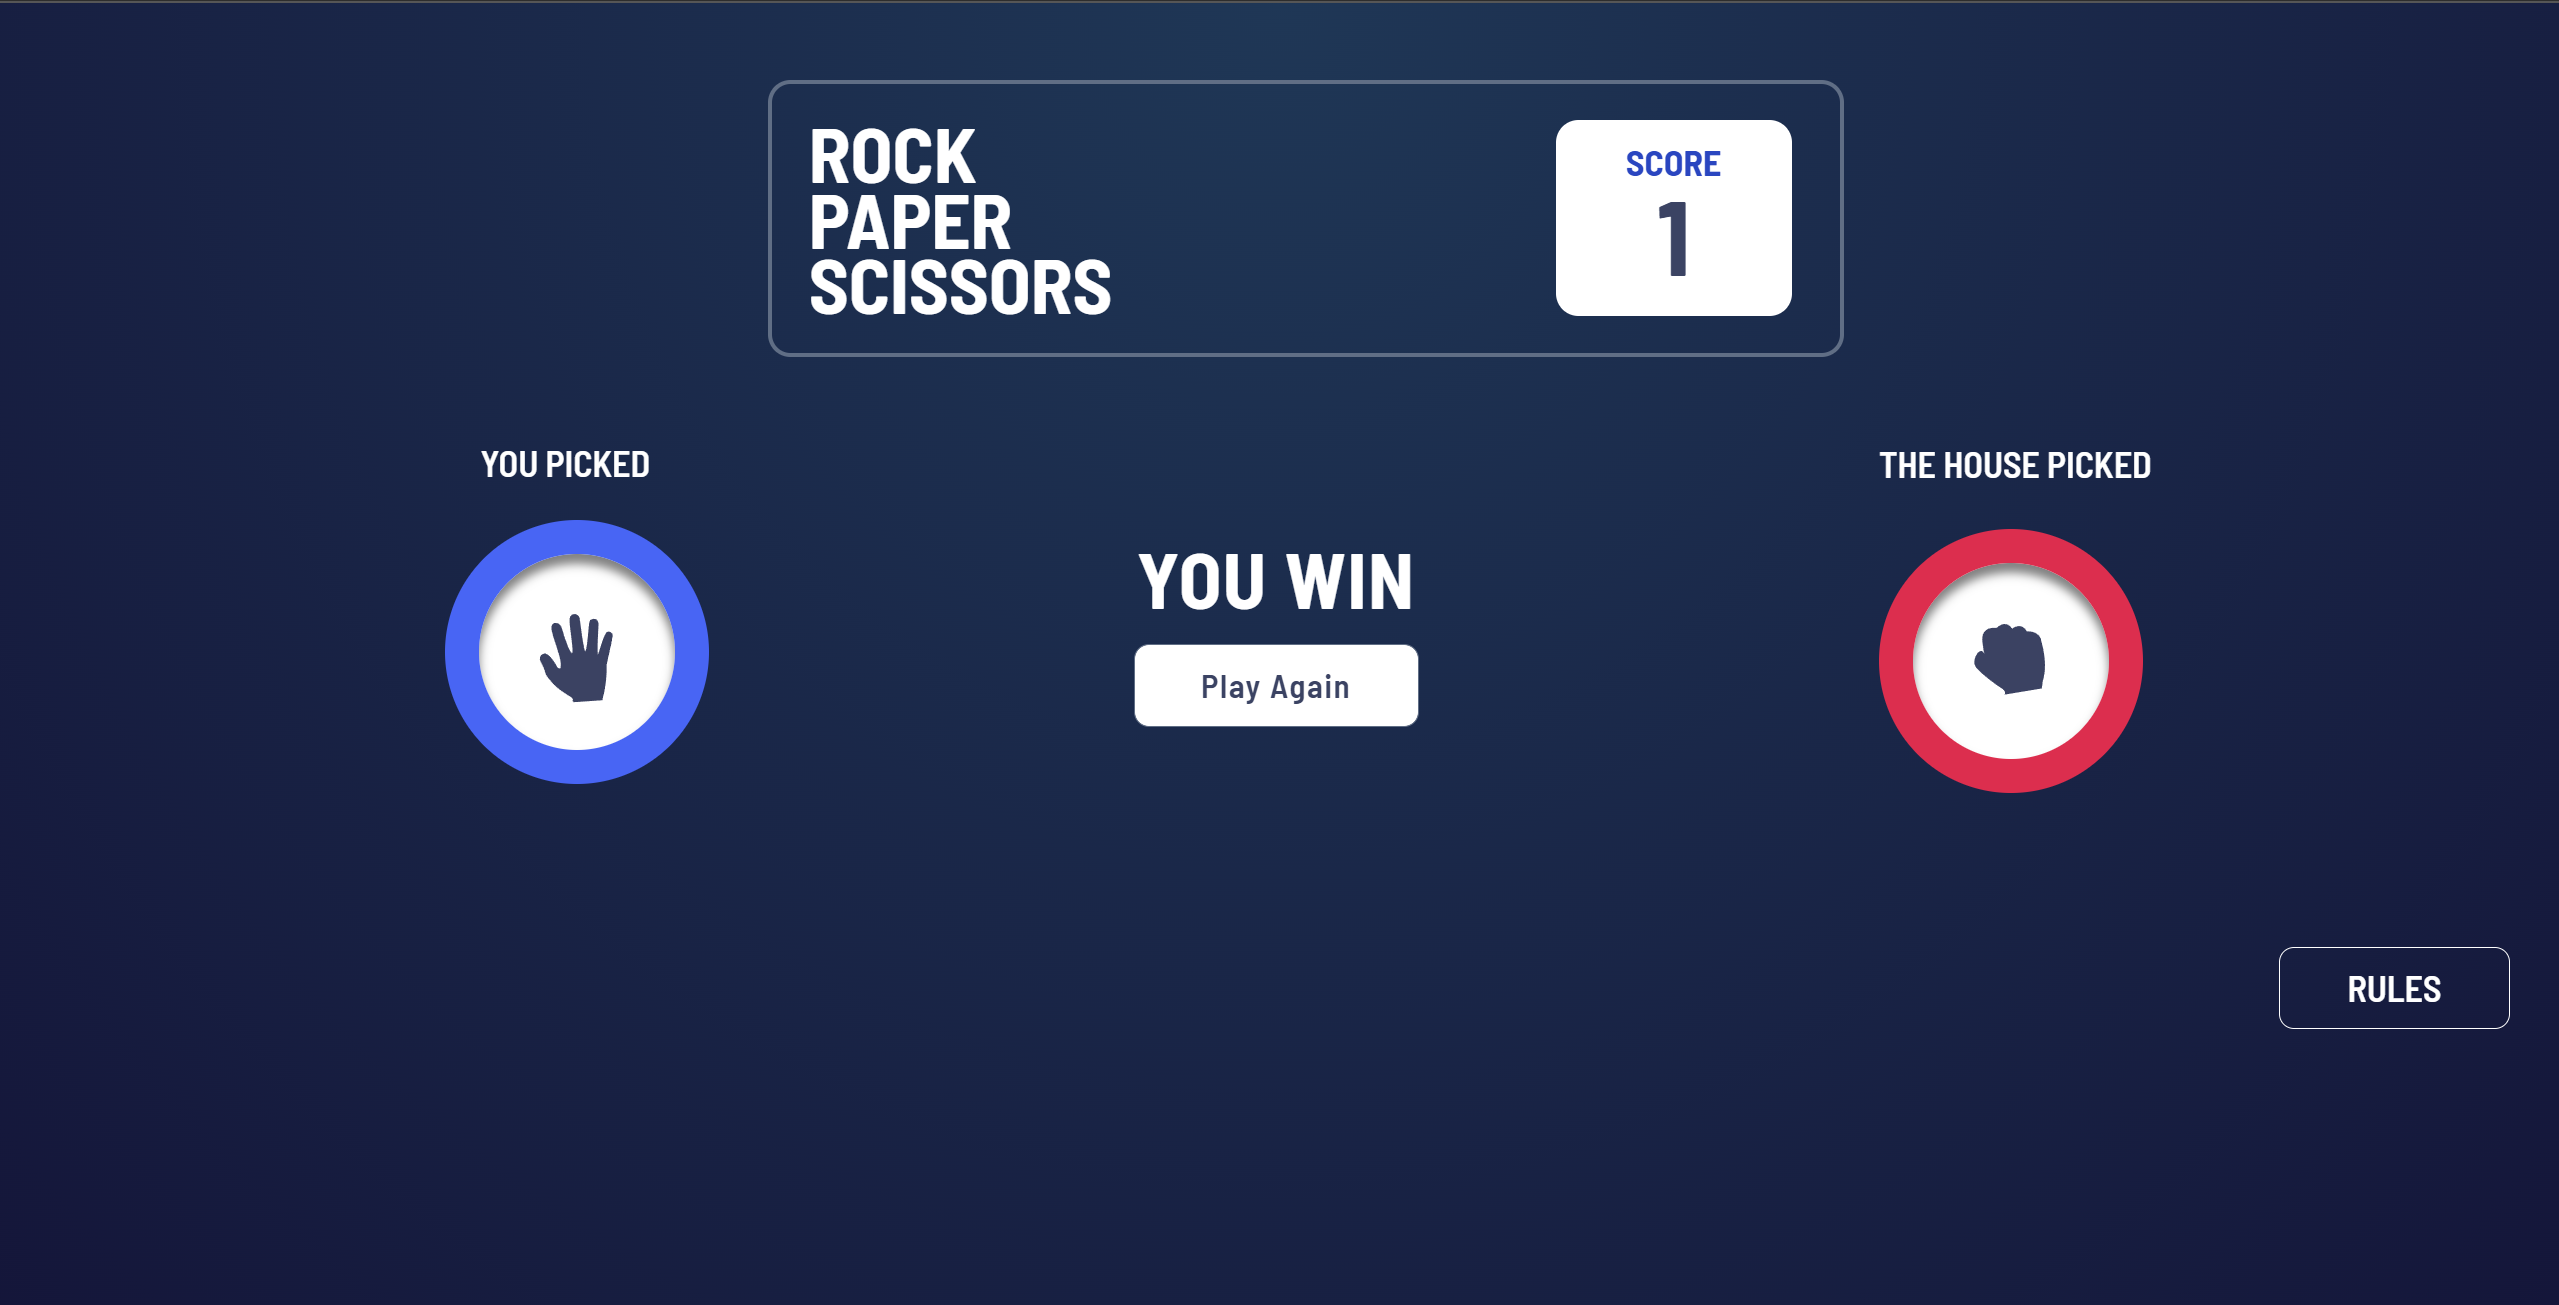 ROCK
PAPER
SCISSORS
SCORE
1
YOU PICKED
THE HOUSE PICKED
YOU WIN
Play Again
RULES